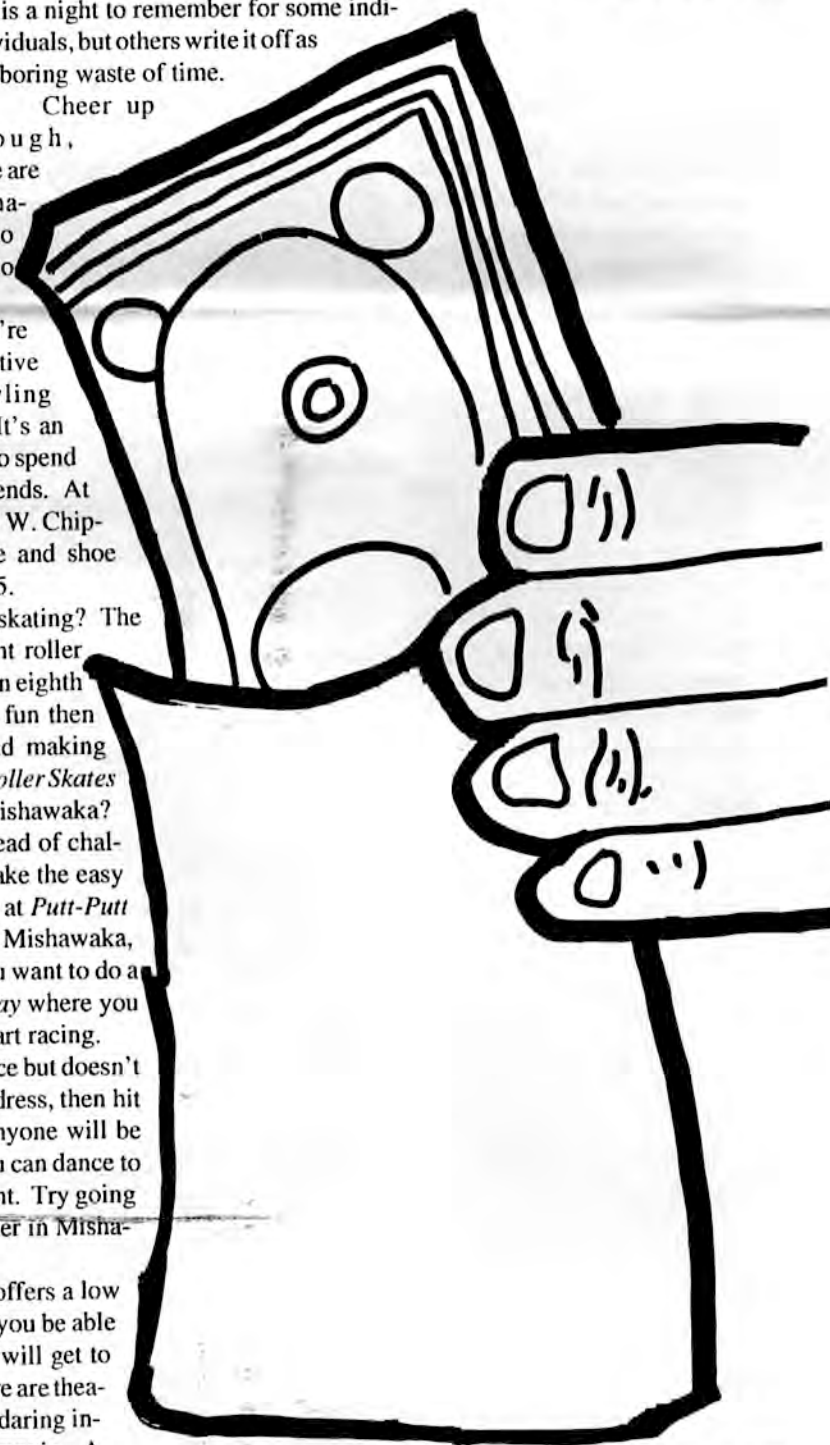 is a night to remember for some indi-
viduals, but others write it off as
boring waste of time.
Cheer up
ough,
e are
na-
o
o
're
tive
ling
It's an
o spend
ends. At
W. Chip-
e and shoe
5.
skating? The
nt roller
n eighth
fun then
d making
oller Skates
ishawaka?
ead of chal-
ake the easy
at Putt-Putt
Mishawaka,
u want to do a
ay where you
art racing.
ce but doesn't
dress, then hit
nyone will be
u can dance to
nt. Try going
er in Misha-
offers a low
you be able
will get to
e are thea-
daring in-